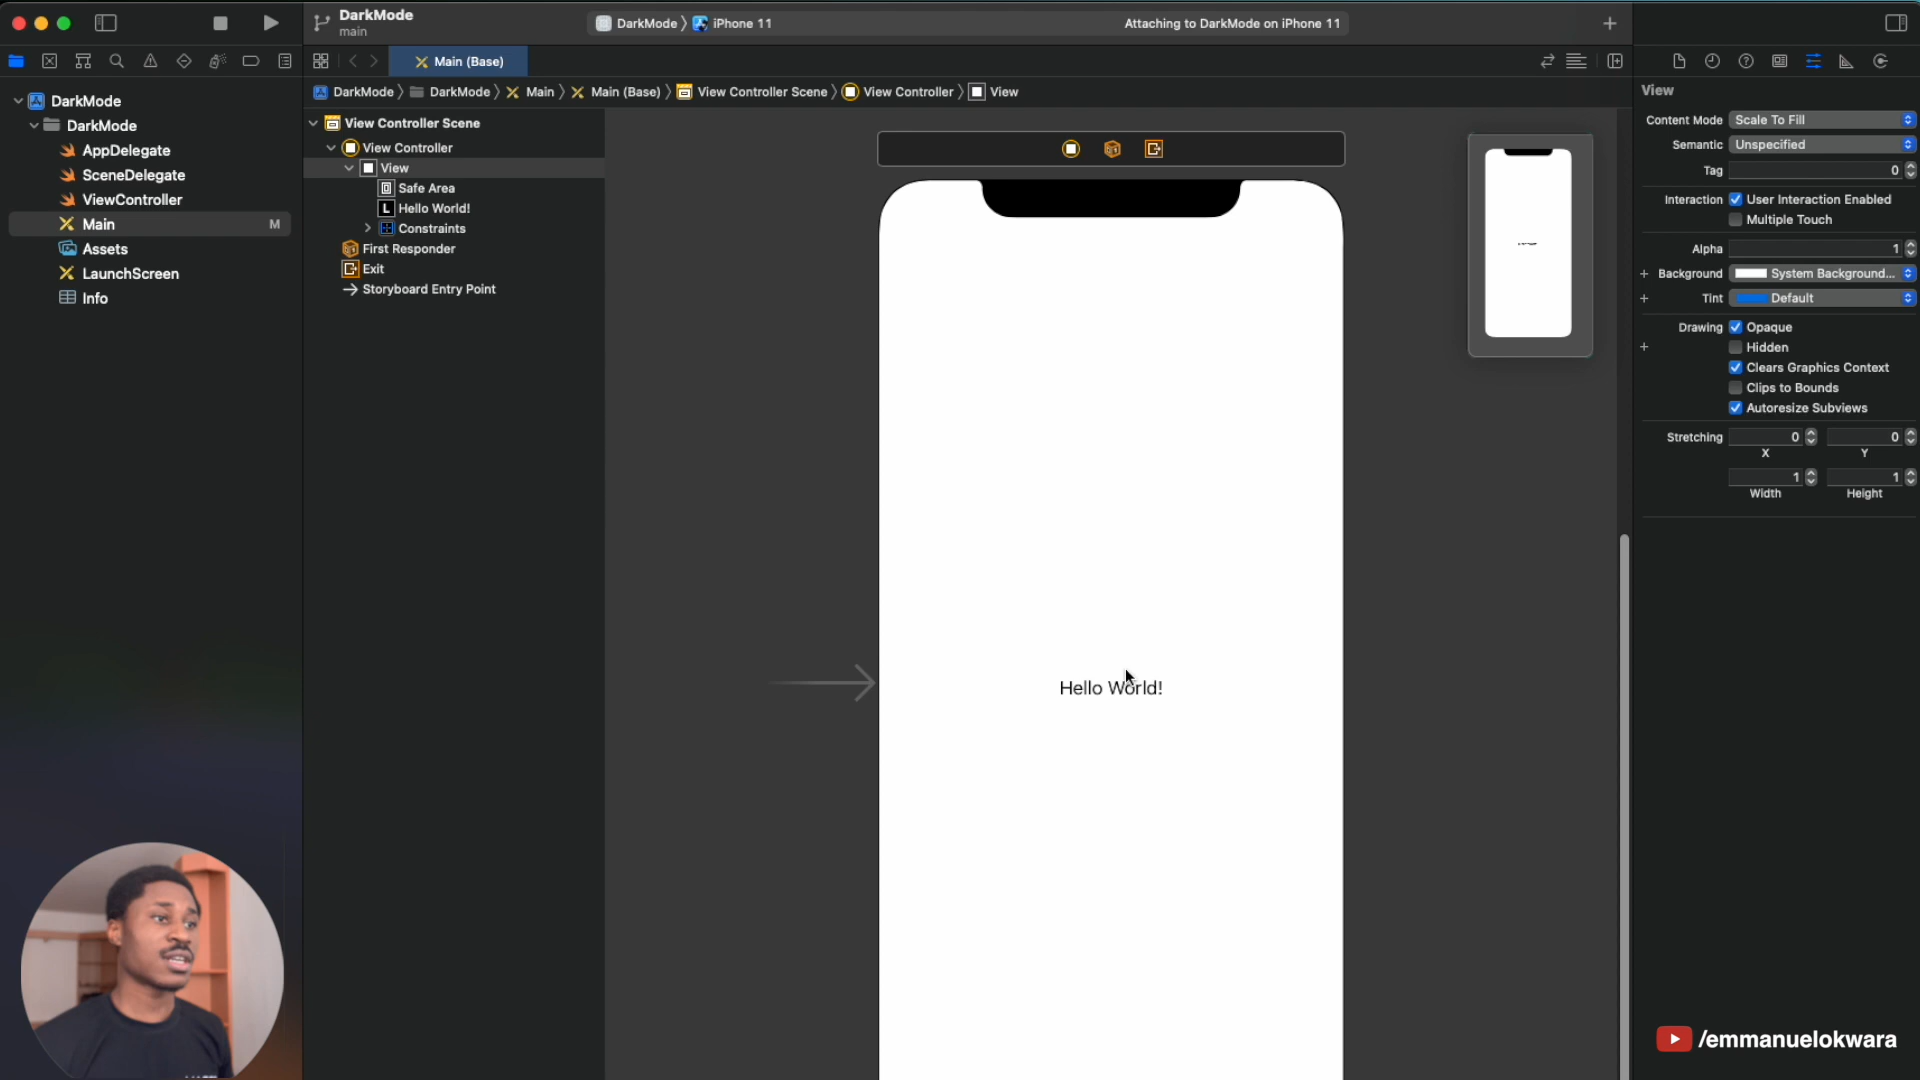 DarkMode
main
DarkMode
iPhone 11
Attaching to DarkMode on iPhone 11
Main (Base)
DarkMode
DarkMode
Main
Main (Base)
View Controller Scene
View Controller
View
DarkMode
DarkMode
AppDelegate
SceneDelegate
ViewController
Main
M
Assets
LaunchScreen
Info
View Controller Scene
View Controller
View
Safe Area
L Hello World!
Constraints
First Responder
Exit
Storyboard Entry Point
Hello World!
View
Content Mode Scale To Fill
Semantic Unspecified
Tag 0
Interaction User Interaction Enabled
Multiple Touch
Alpha 1
+ Background System Background...
+ Tint Default
Drawing Opaque
+ Hidden
Clears Graphics Context
Clips to Bounds
Autoresize Subviews
Stretching 0 0
X Y
1 1
Width Height
/emmanuelokwara